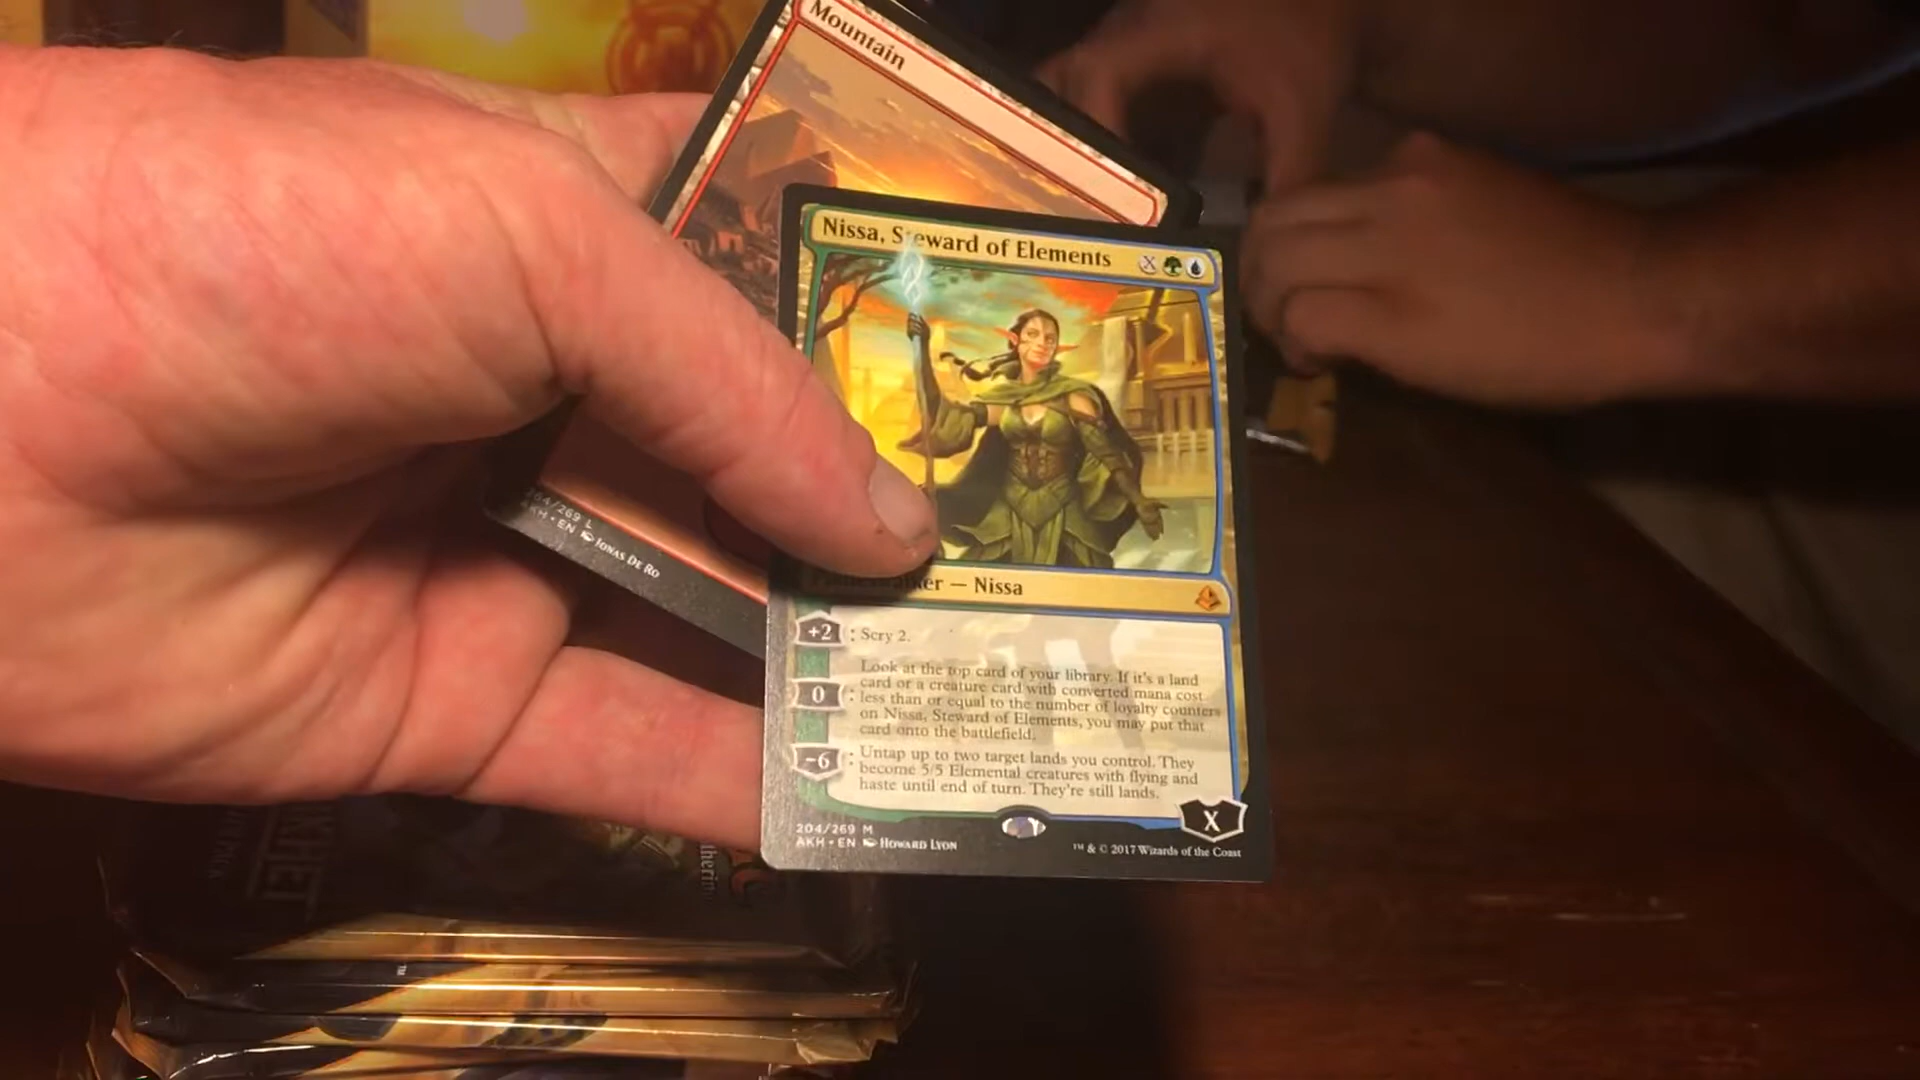 Mountain
264/269 L
AKH • EN Jonas De Ro
Nissa, Steward of Elements X
Planeswalker — Nissa
+2 : Scry 2.
Look at the top card of your library. If it's a land
card or a creature card with converted mana cost
0 : less than or equal to the number of loyalty counters
on Nissa, Steward of Elements, you may put that
card onto the battlefield.
-6 : Untap up to two target lands you control. They
become 5/5 Elemental creatures with flying and
haste until end of turn. They're still lands.
X
204/269 M
AKH • EN Howard Lyon
™ & © 2017 Wizards of the Coast